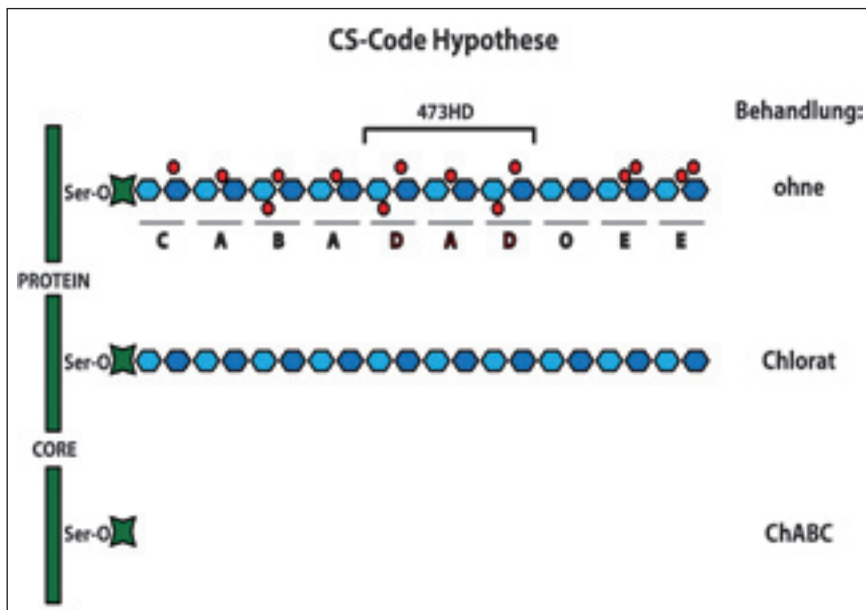 CS-Code Hypothese
473HD
Behandlung:
Ser-O
ohne
C A B A D A D O E E
PROTEIN
Ser-O
Chlorat
CORE
Ser-O
ChABC